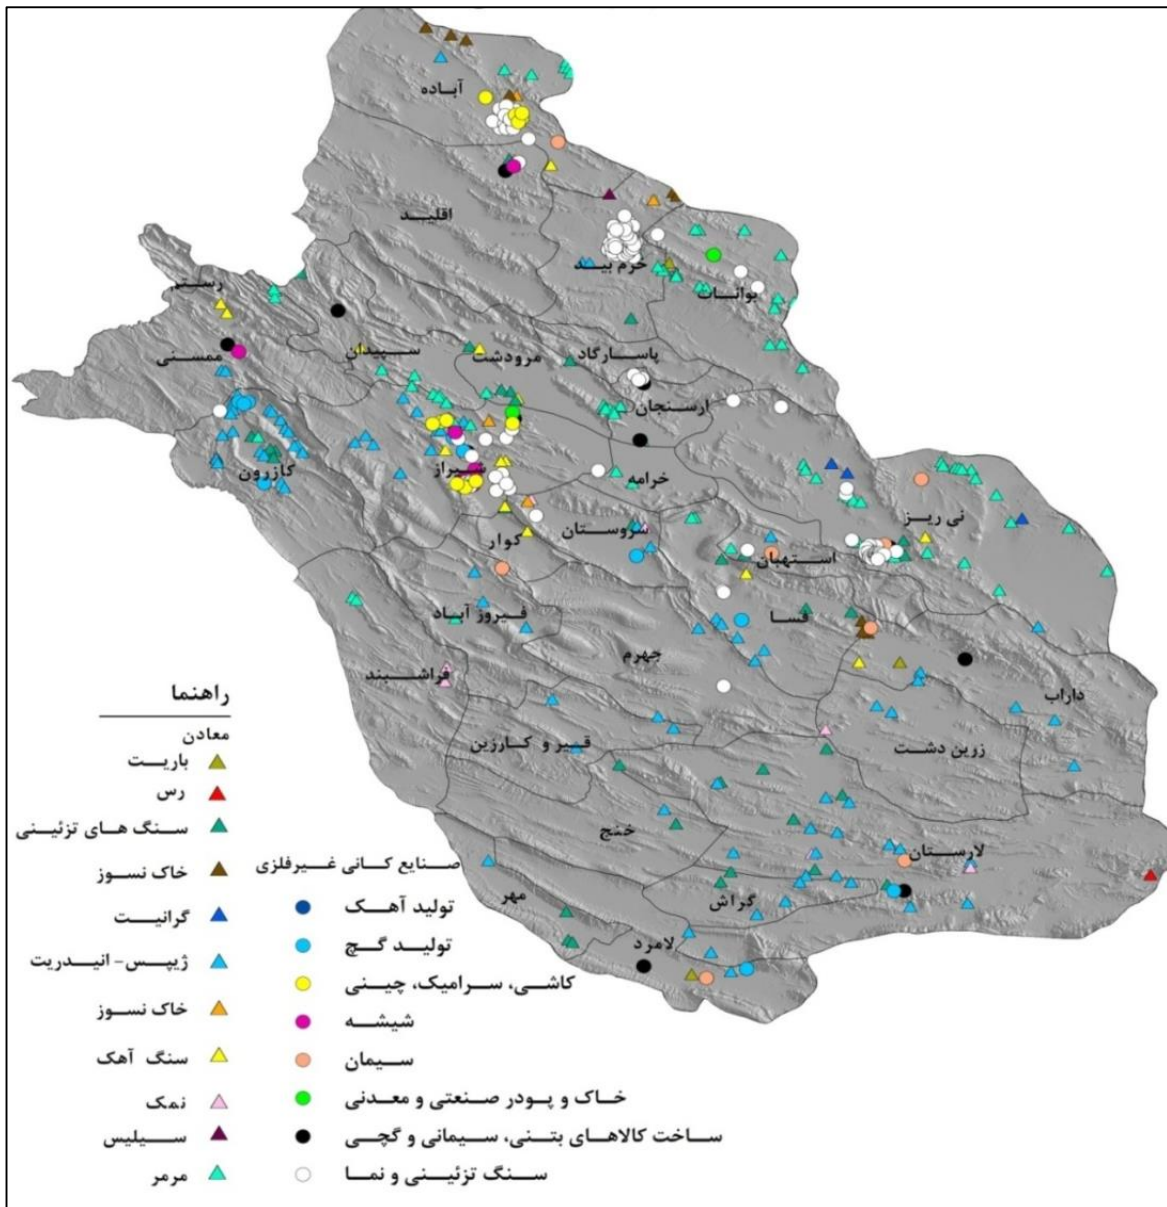 آباده
اقلید
رستم
خرم بید
بوانات
ممسنی
سپیدان
مرودشت
پاسارگاد
ارسنجان
کازرون
شیراز
خرامه
نی ریز
کوار
سروستان
استهبان
فیروز آباد
فسا
جهرم
فراشبند
داراب
قیر و کارزین
زرین دشت
خنج
لارستان
گراش
مهر
لامرد
راهنما
معادن
باریت
رس
سنگ های تزئینی
خاک نسوز
گرانیت
ژیپس-انیدریت
خاک نسوز
سنگ آهک
نمک
سیلیس
مرمر
صنایع کانی غیرفلزی
تولید آهک
تولید گچ
کاشی، سرامیک، چینی
شیشه
سیمان
خاک و پودر صنعتی و معدنی
ساخت کالاهای بتنی، سیمانی و گچی
سنگ تزئینی و نما